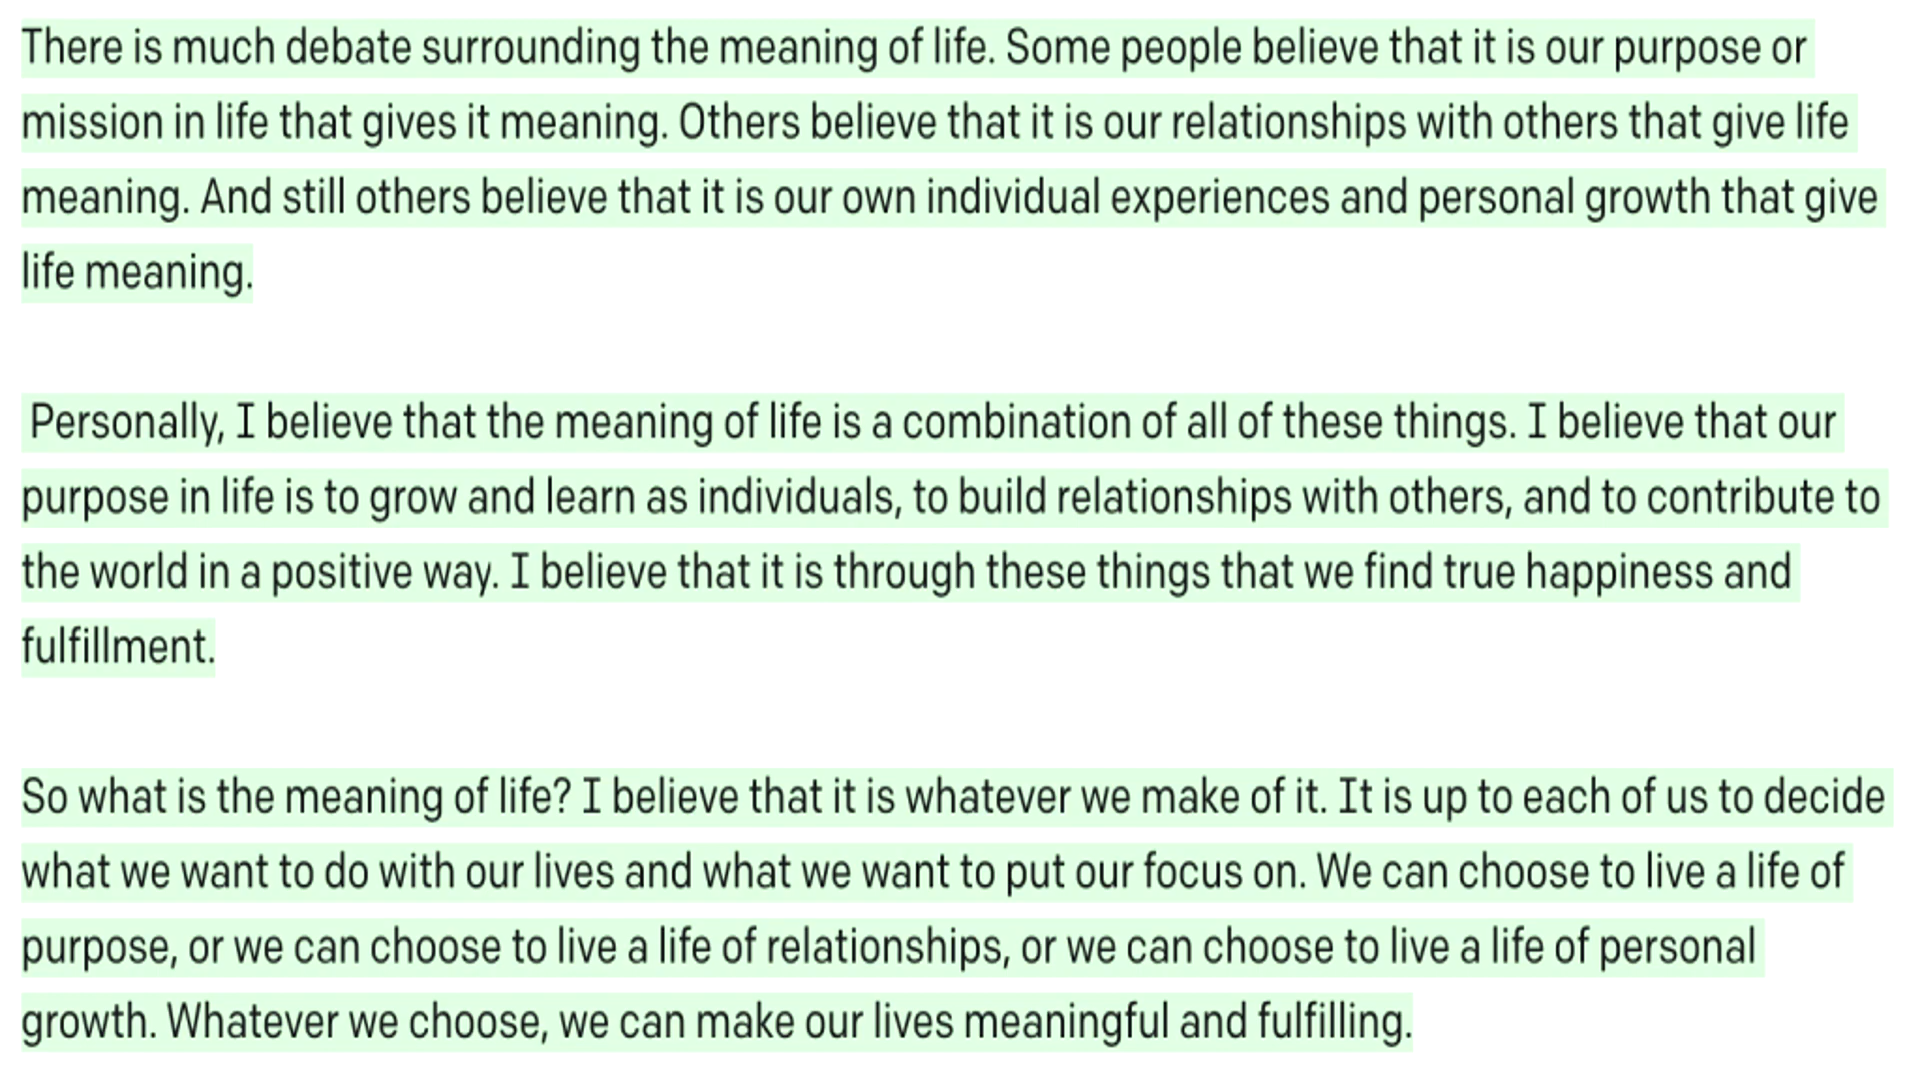 There is much debate surrounding the meaning of life. Some people believe that it is our purpose or
mission in life that gives it meaning. Others believe that it is our relationships with others that give life
meaning. And still others believe that it is our own individual experiences and personal growth that give
life meaning.
Personally, I believe that the meaning of life is a combination of all of these things. I believe that our
purpose in life is to grow and learn as individuals, to build relationships with others, and to contribute to
the world in a positive way. I believe that it is through these things that we find true happiness and
fulfillment.
So what is the meaning of life? I believe that it is whatever we make of it. It is up to each of us to decide
what we want to do with our lives and what we want to put our focus on. We can choose to live a life of
purpose, or we can choose to live a life of relationships, or we can choose to live a life of personal
growth. Whatever we choose, we can make our lives meaningful and fulfilling.